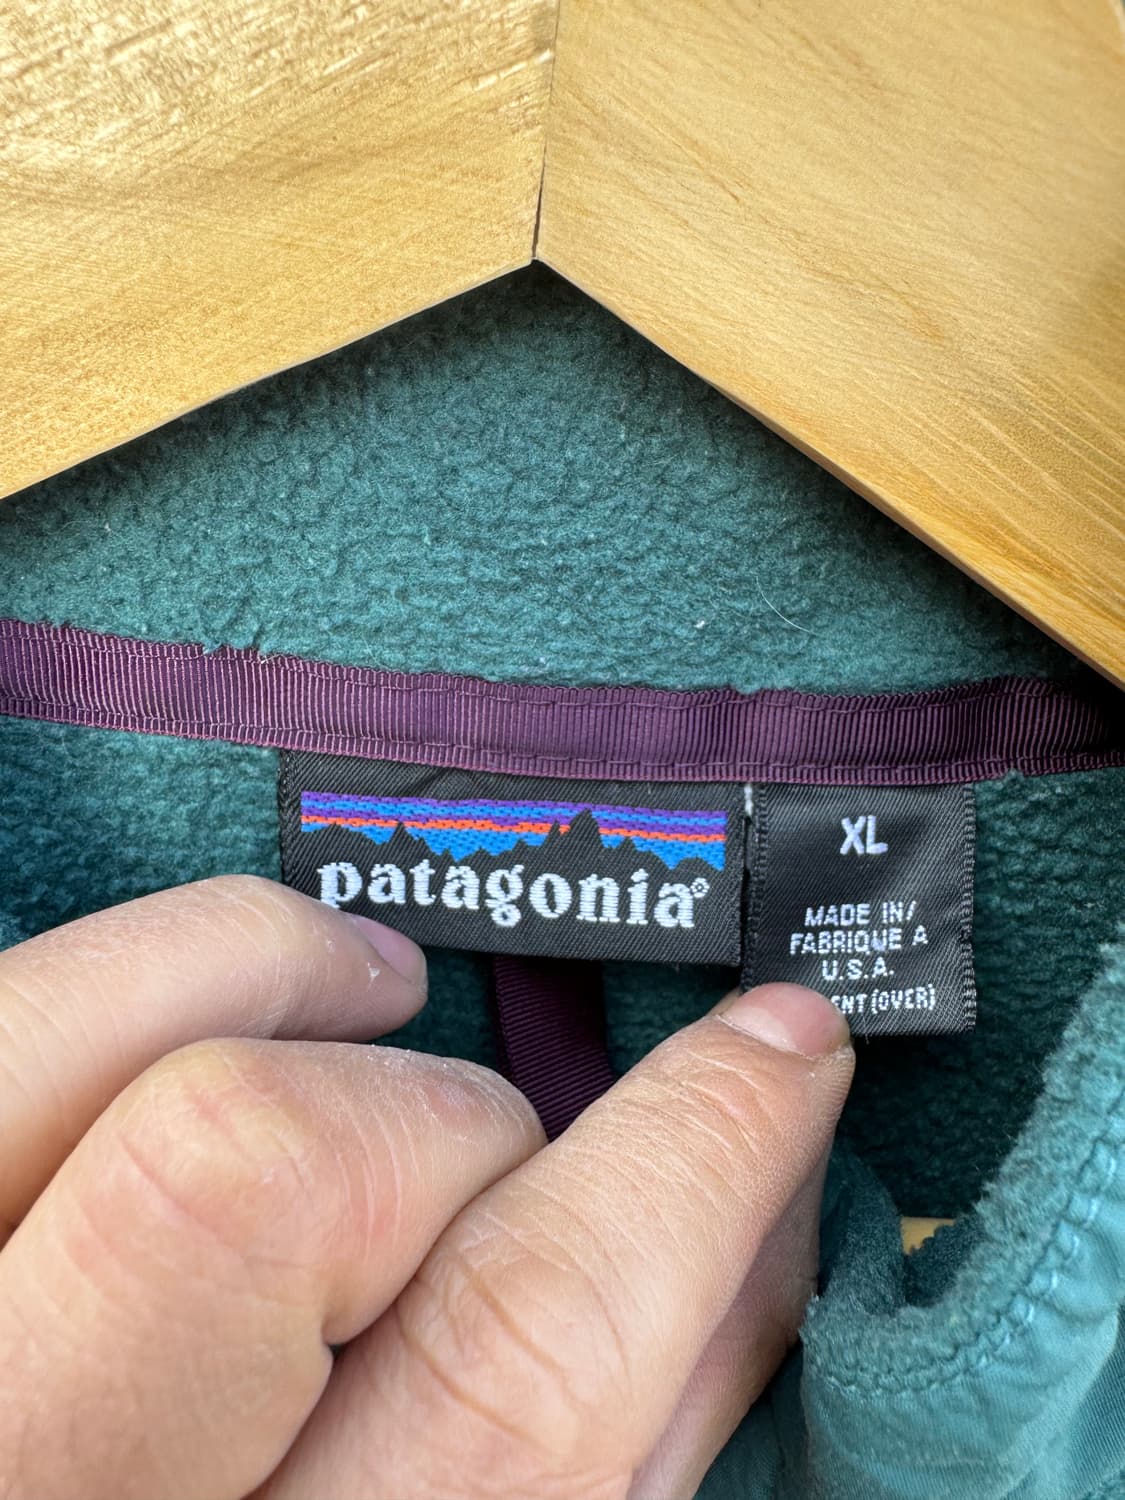 patagonia®
XL
MADE IN/
FABRIQUE A
U.S.A.
(OVER)